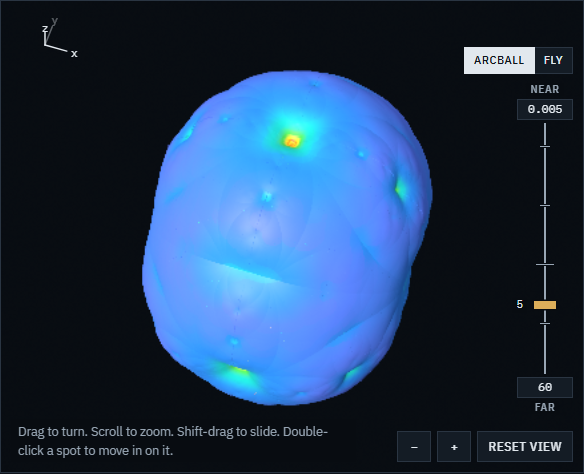 y
z
x
ARCBALL FLY
NEAR
0.005
5
60
FAR
Drag to turn. Scroll to zoom. Shift-drag to slide. Double-
click a spot to move in on it.
− + RESET VIEW